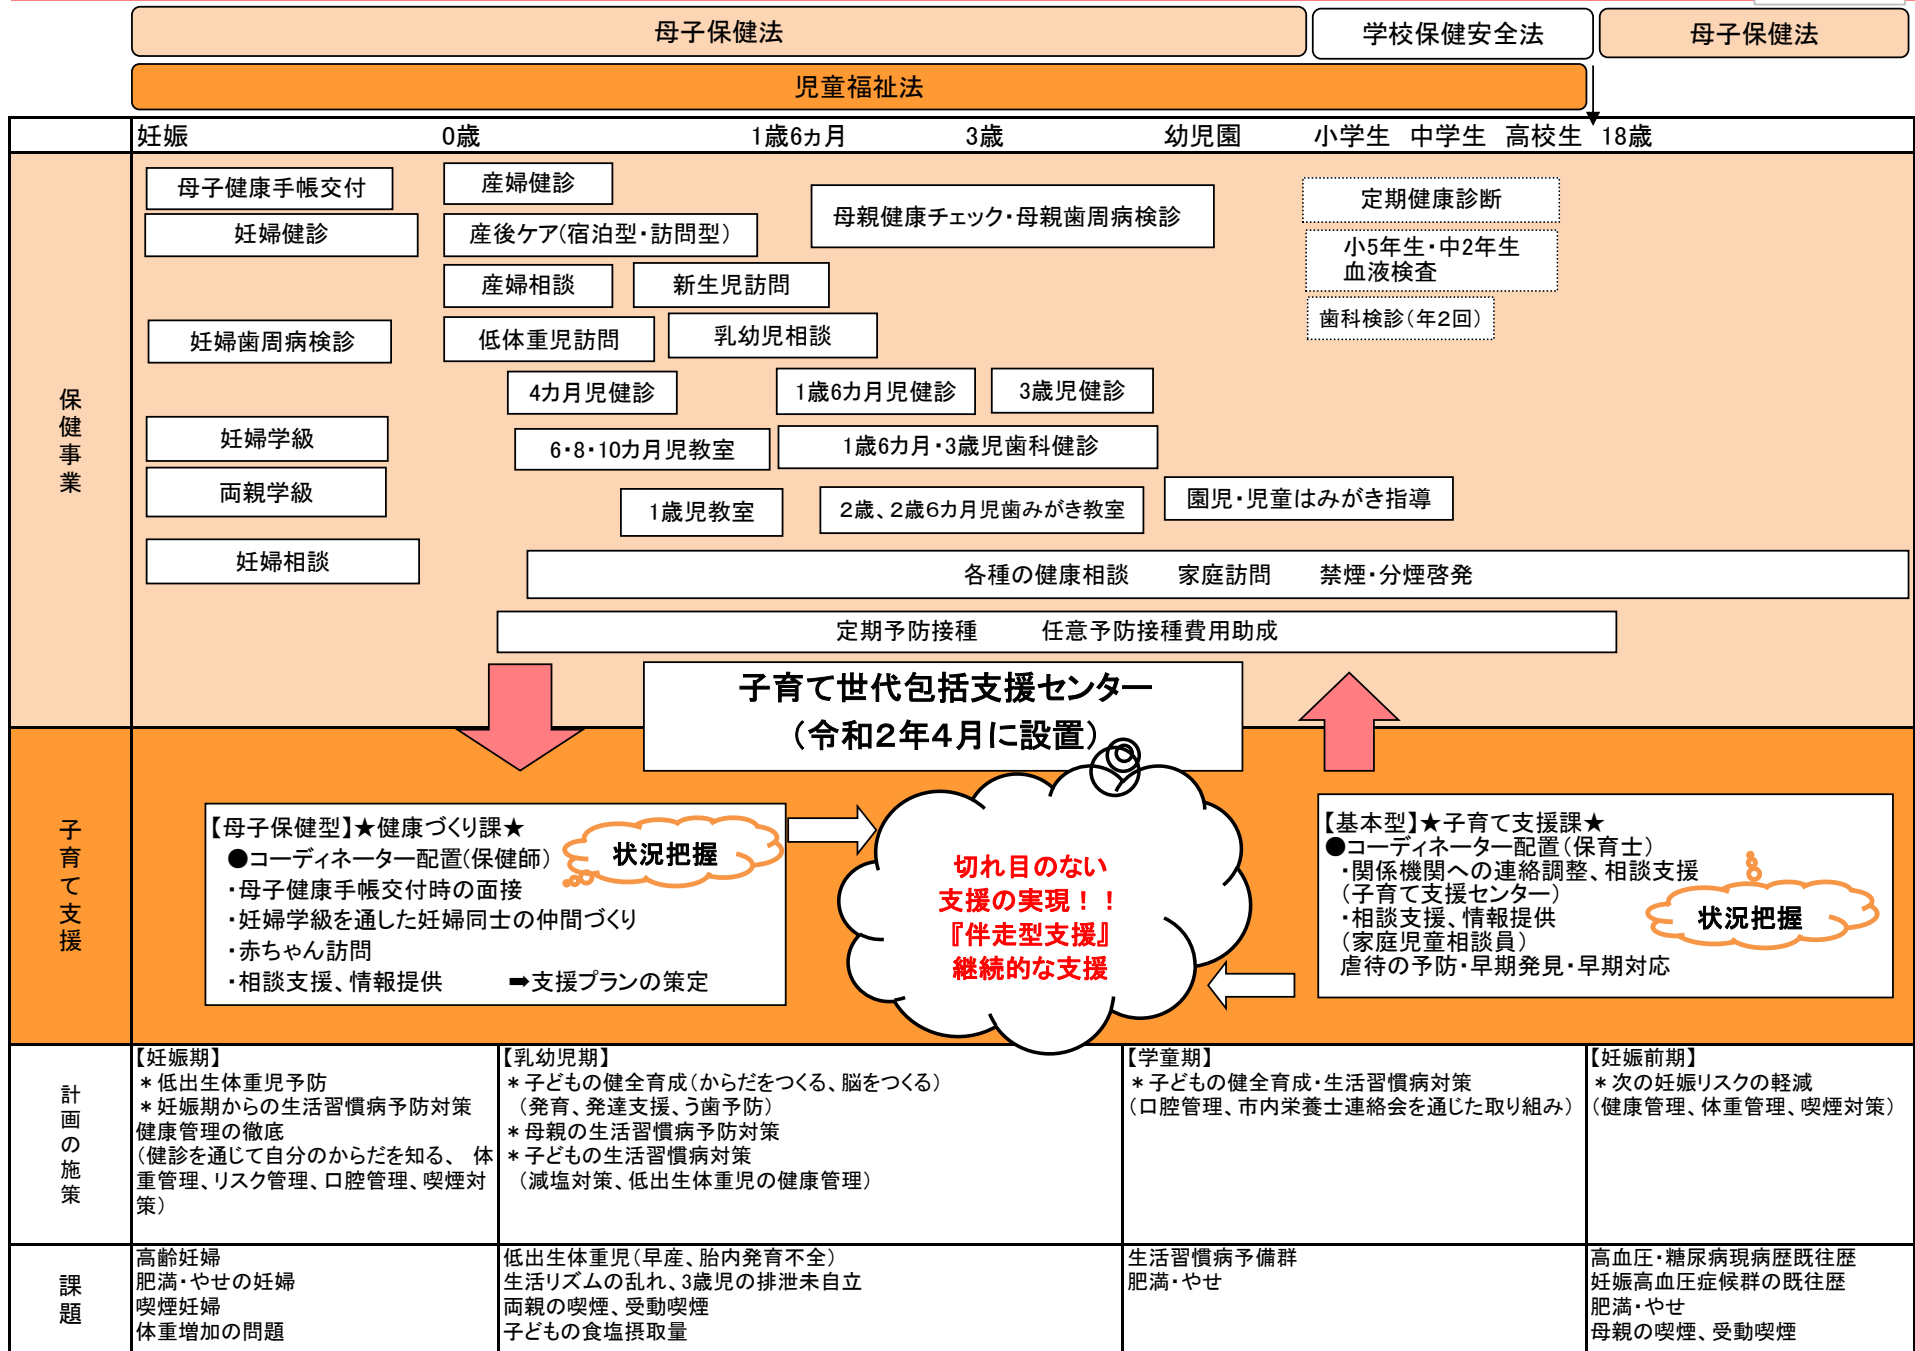 母子保健法
学校保健安全法
母子保健法
児童福祉法
妊娠
0歳
1歳6ヵ月
3歳
幼児園
小学生
中学生
高校生
18歳
保健事業
母子健康手帳交付
産婦健診
母親健康チェック・母親歯周病検診
定期健康診断
妊婦健診
産後ケア(宿泊型・訪問型)
小5年生・中2年生
血液検査
産婦相談
新生児訪問
歯科検診(年2回)
妊婦歯周病検診
低体重児訪問
乳幼児相談
4カ月児健診
1歳6カ月児健診
3歳児健診
妊婦学級
6・8・10カ月児教室
1歳6カ月・3歳児歯科健診
両親学級
1歳児教室
2歳、2歳6カ月児歯みがき教室
園児・児童はみがき指導
妊婦相談
各種の健康相談 家庭訪問 禁煙・分煙啓発
定期予防接種 任意予防接種費用助成
子育て世代包括支援センター
(令和2年4月に設置)
子育て支援
【母子保健型】★健康づくり課★
●コーディネーター配置(保健師)
・母子健康手帳交付時の面接
・妊婦学級を通した妊婦同士の仲間づくり
・赤ちゃん訪問
・相談支援、情報提供 ➡支援プランの策定
状況把握
切れ目のない
支援の実現!!
『伴走型支援』
継続的な支援
【基本型】★子育て支援課★
●コーディネーター配置(保育士)
・関係機関への連絡調整、相談支援
(子育て支援センター)
・相談支援、情報提供
(家庭児童相談員)
虐待の予防・早期発見・早期対応
状況把握
計画の施策
【妊娠期】
*低出生体重児予防
*妊娠期からの生活習慣病予防対策
健康管理の徹底
(健診を通じて自分のからだを知る、 体
重管理、リスク管理、口腔管理、喫煙対
策)
【乳幼児期】
*子どもの健全育成(からだをつくる、脳をつくる)
(発育、発達支援、う歯予防)
*母親の生活習慣病予防対策
*子どもの生活習慣病対策
(減塩対策、低出生体重児の健康管理)
【学童期】
*子どもの健全育成・生活習慣病対策
(口腔管理、市内栄養士連絡会を通じた取り組み)
【妊娠前期】
*次の妊娠リスクの軽減
(健康管理、体重管理、喫煙対策)
課題
高齢妊婦
肥満・やせの妊婦
喫煙妊婦
体重増加の問題
低出生体重児(早産、胎内発育不全)
生活リズムの乱れ、3歳児の排泄未自立
両親の喫煙、受動喫煙
子どもの食塩摂取量
生活習慣病予備群
肥満・やせ
高血圧・糖尿病現病歴既往歴
妊娠高血圧症候群の既往歴
肥満・やせ
母親の喫煙、受動喫煙